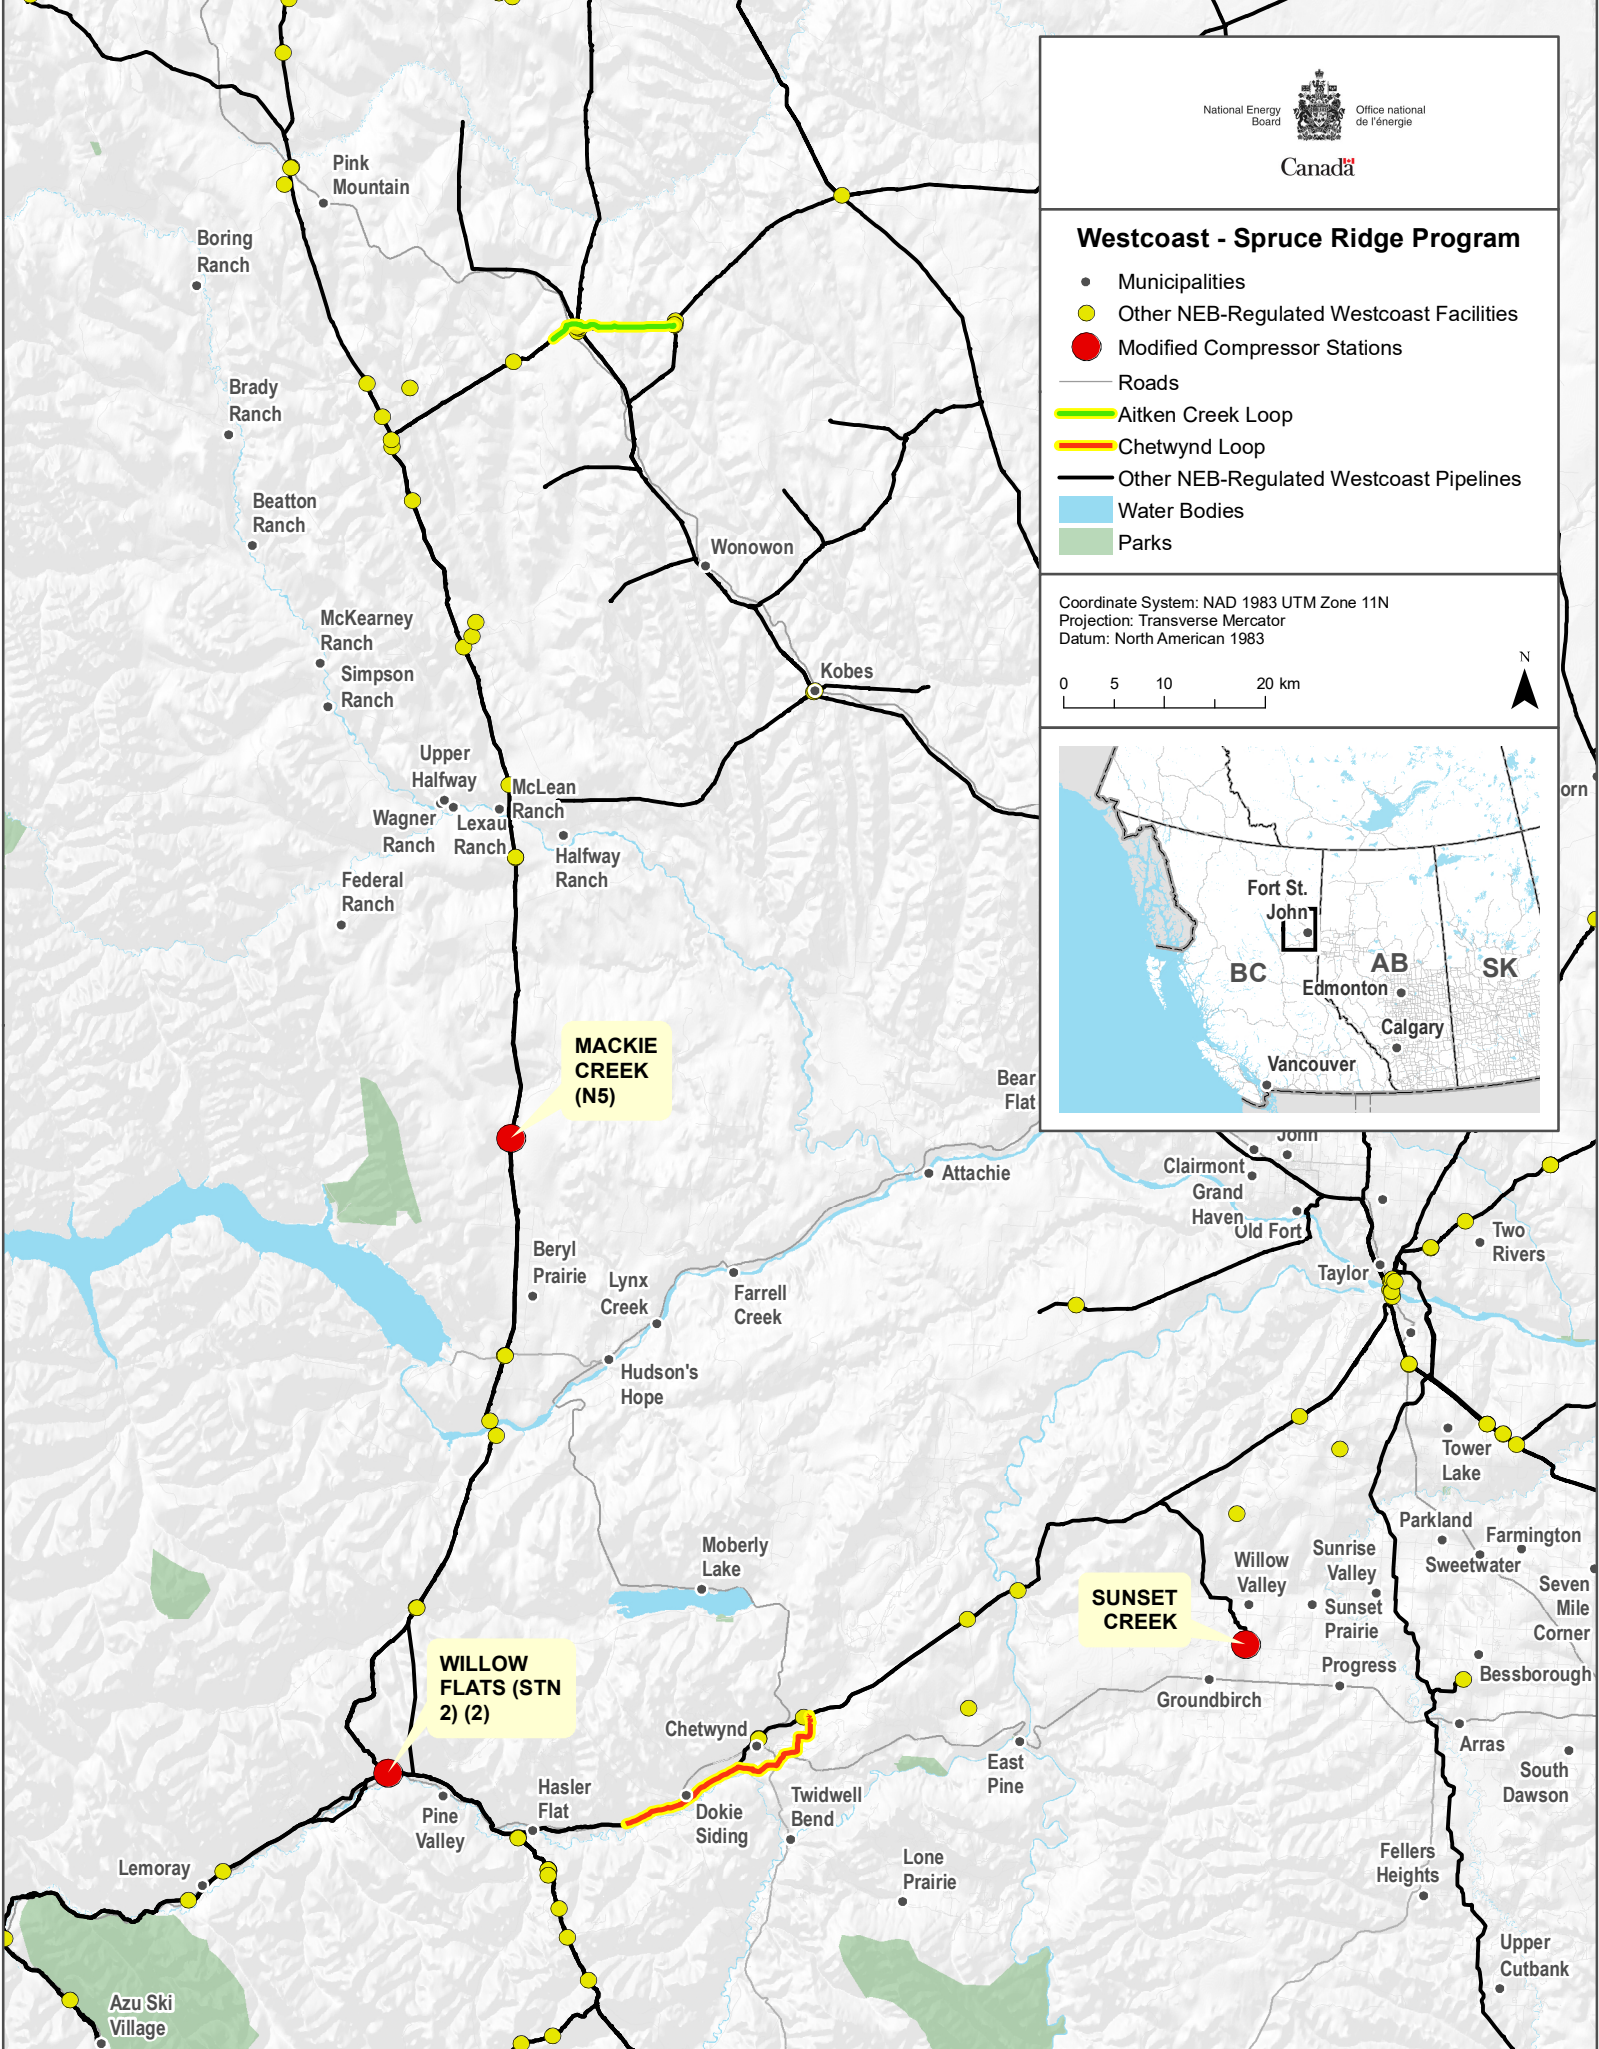 National Energy
Board
Office national
de l'énergie
Canada
Westcoast - Spruce Ridge Program
Municipalities
Other NEB-Regulated Westcoast Facilities
Modified Compressor Stations
Roads
Aitken Creek Loop
Chetwynd Loop
Other NEB-Regulated Westcoast Pipelines
Water Bodies
Parks
Coordinate System: NAD 1983 UTM Zone 11N
Projection: Transverse Mercator
Datum: North American 1983
N
0 5 10 20 km
Fort St.
John
BC
AB
SK
Edmonton
Calgary
Vancouver
Pink
Mountain
Boring
Ranch
Brady
Ranch
Beatton
Ranch
Wonowon
McKearney
Ranch
Simpson
Ranch
Kobes
Upper
Halfway
McLean
Ranch
Wagner
Ranch
Lexau
Ranch
Halfway
Ranch
Federal
Ranch
orn
MACKIE
CREEK
(N5)
Bear
Flat
Attachie
John
Clairmont
Grand
Haven
Old Fort
Two
Rivers
Taylor
Beryl
Prairie
Lynx
Creek
Farrell
Creek
Hudson's
Hope
Tower
Lake
Parkland
Farmington
Sweetwater
Seven
Mile
Corner
Moberly
Lake
Willow
Valley
Sunrise
Valley
Sunset
Prairie
SUNSET
CREEK
Progress
Bessborough
Groundbirch
WILLOW
FLATS (STN
2) (2)
Chetwynd
East
Pine
Arras
South
Dawson
Hasler
Flat
Pine
Valley
Dokie
Siding
Twidwell
Bend
Lemoray
Lone
Prairie
Fellers
Heights
Upper
Cutbank
Azu Ski
Village